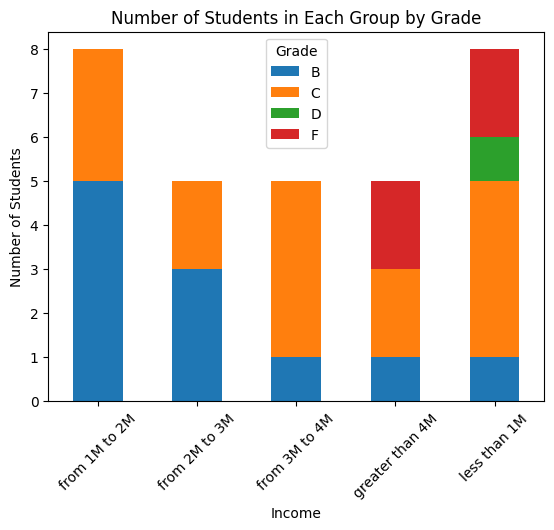 Number of Students in Each Group by Grade
Grade
B
C
D
F
8
7
6
5
4
3
2
1
0
Number of Students
from 1M to 2M
from 2M to 3M
from 3M to 4M
greater than 4M
less than 1M
Income